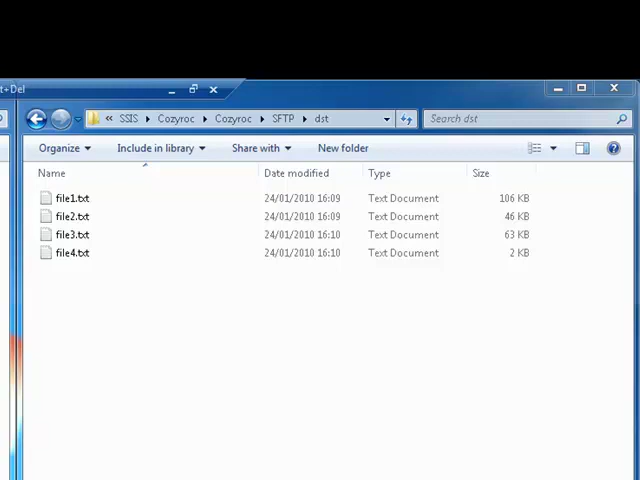 t+Del
SSIS Cozyroc Cozyroc SFTP dst Search dst
Organize Include in library Share with New folder
Name Date modified Type Size
file1.txt 24/01/2010 16:09 Text Document 106 KB
file2.txt 24/01/2010 16:09 Text Document 46 KB
file3.txt 24/01/2010 16:10 Text Document 63 KB
file4.txt 24/01/2010 16:10 Text Document 2 KB